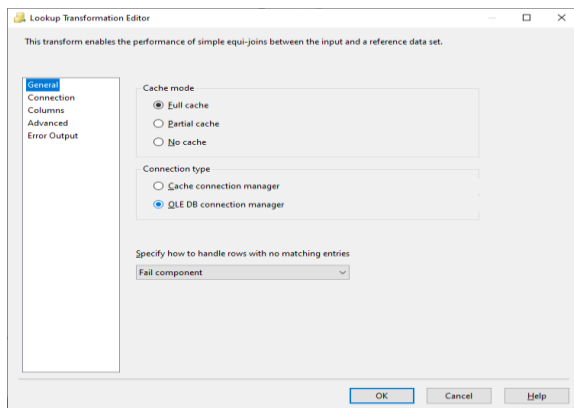 Lookup Transformation Editor
This transform enables the performance of simple equi-joins between the input and a reference data set.
General
Connection
Columns
Advanced
Error Output
Cache mode
Full cache
Partial cache
No cache
Connection type
Cache connection manager
OLE DB connection manager
Specify how to handle rows with no matching entries
Fail component
OK
Cancel
Help